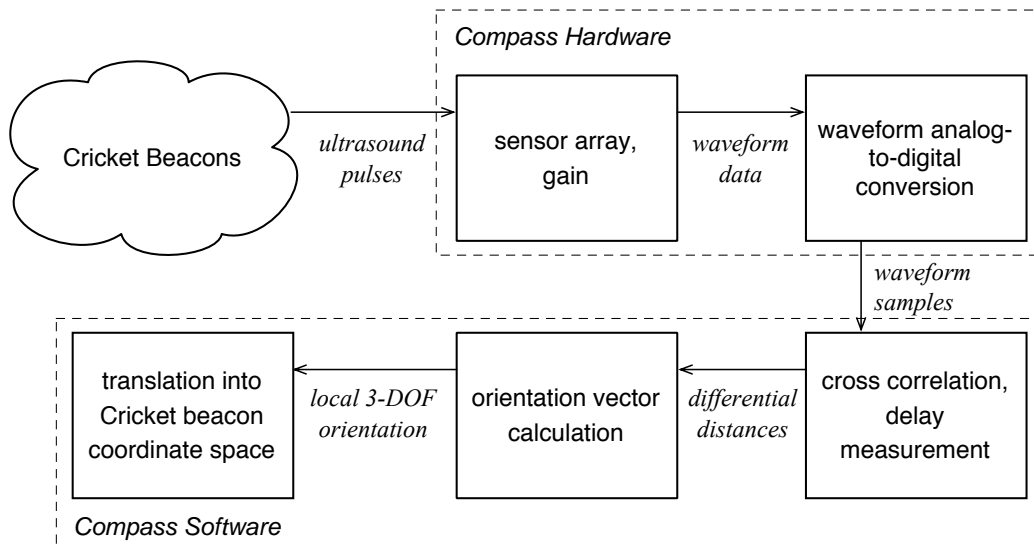 Compass Hardware
Cricket Beacons
ultrasound
pulses
sensor array,
gain
waveform
data
waveform analog-
to-digital
conversion
waveform
samples
translation into
Cricket beacon
coordinate space
local 3-DOF
orientation
orientation vector
calculation
differential
distances
cross correlation,
delay
measurement
Compass Software